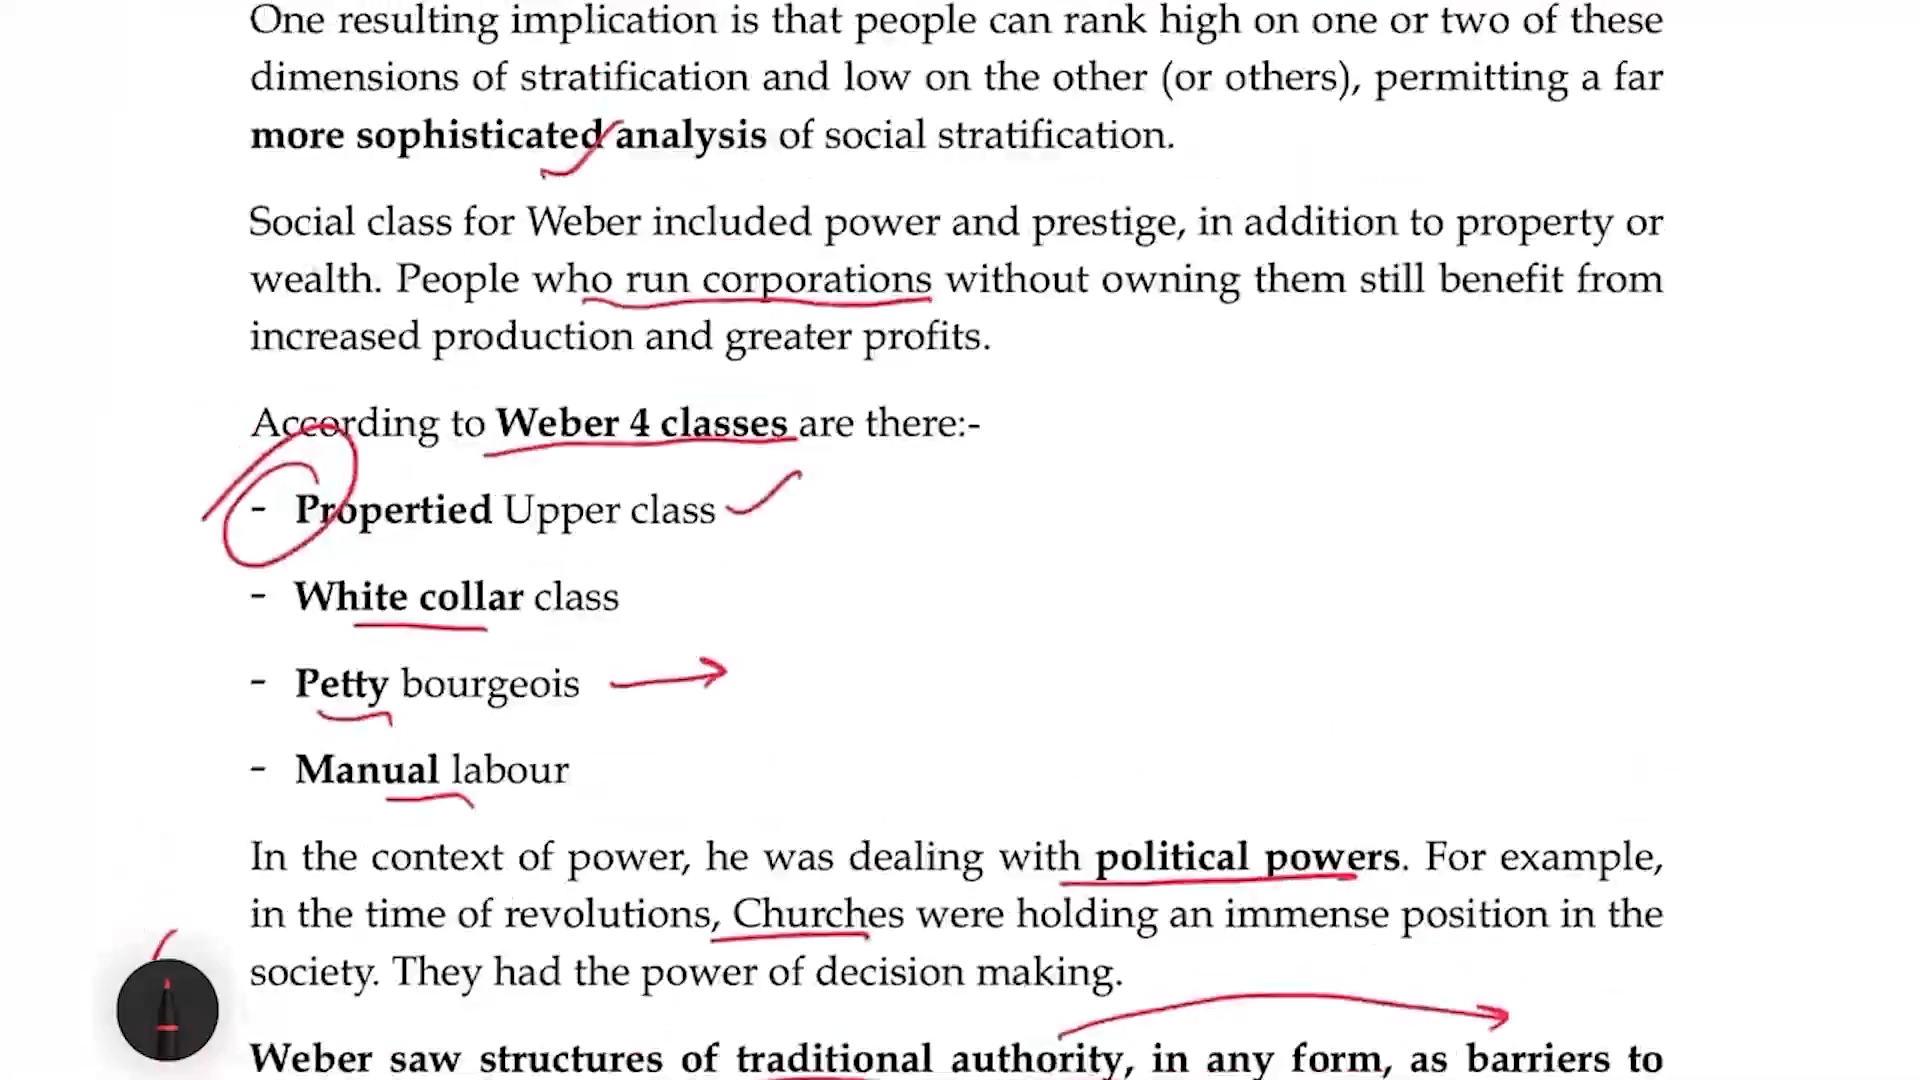 One resulting implication is that people can rank high on one or two of these
dimensions of stratification and low on the other (or others), permitting a far
more sophisticated analysis of social stratification.
Social class for Weber included power and prestige, in addition to property or
wealth. People who run corporations without owning them still benefit from
increased production and greater profits.
According to Weber 4 classes are there:-
- Propertied Upper class
- White collar class
- Petty bourgeois
- Manual labour
In the context of power, he was dealing with political powers. For example,
in the time of revolutions, Churches were holding an immense position in the
society. They had the power of decision making.
Weber saw structures of traditional authority, in any form, as barriers to